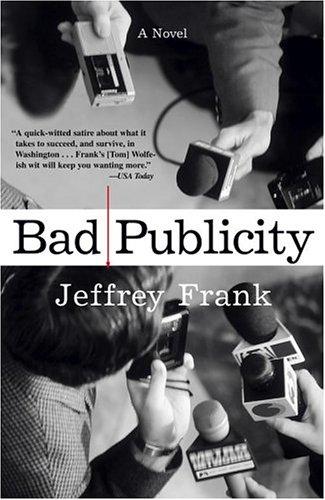 A Novel
“A quick-witted satire about what it
takes to succeed, and survive, in
Washington . . . Frank’s [Tom] Wolfe-
ish wit will keep you wanting more.”
—USA Today
Bad Publicity
Jeffrey Frank